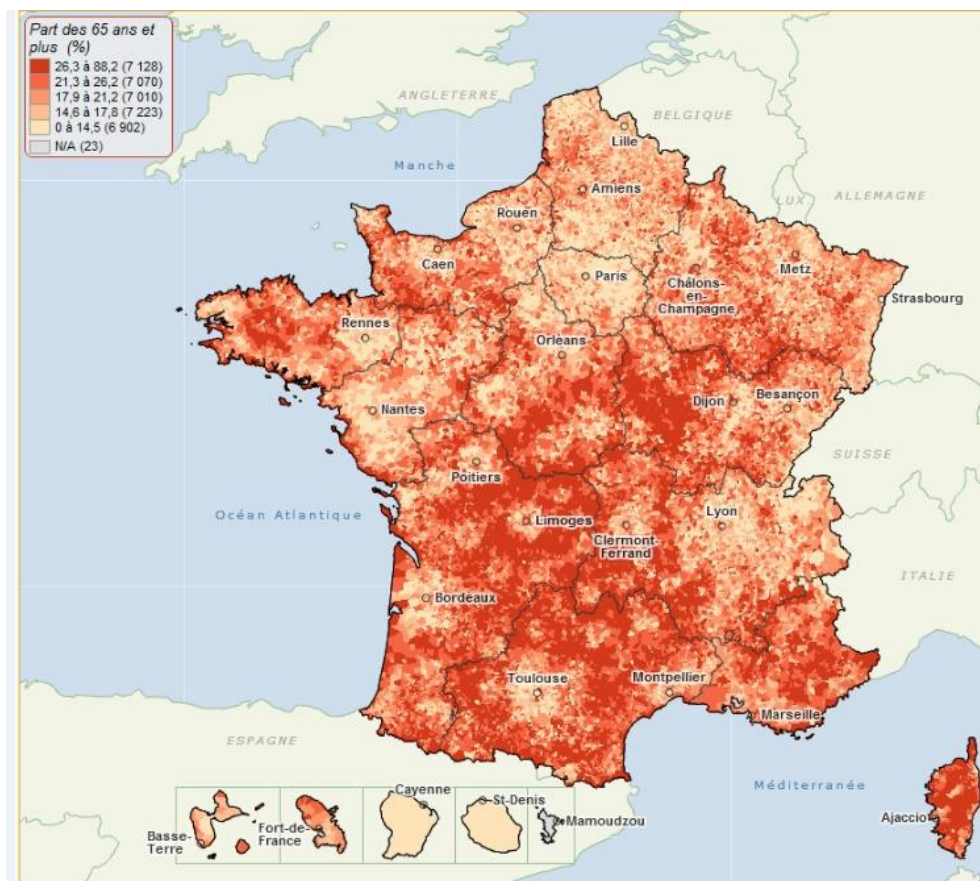 Part des 65 ans et
plus (%)
26,3 à 88,2 (7 128)
21,3 à 26,2 (7 070)
17,9 à 21,2 (7 010)
14,6 à 17,8 (7 223)
0 à 14,5 (6 902)
N/A (23)
ANGLETERRE
BELGIQUE
Lille
Manche
Amiens
LUX
ALLEMAGNE
Rouen
Caen
Paris
Châlons-
en-
Champagne
Metz
Strasbourg
Rennes
Orléans
Nantes
Dijon
Besançon
SUISSE
Poitiers
Océan Atlantique
Limoges
Clermont-
Ferrand
Lyon
ITALIE
Bordeaux
Toulouse
Montpellier
Marseille
ESPAGNE
Méditerranée
Cayenne
St-Denis
Mamoudzou
Basse-
Terre
Fort-de-
France
Ajaccio